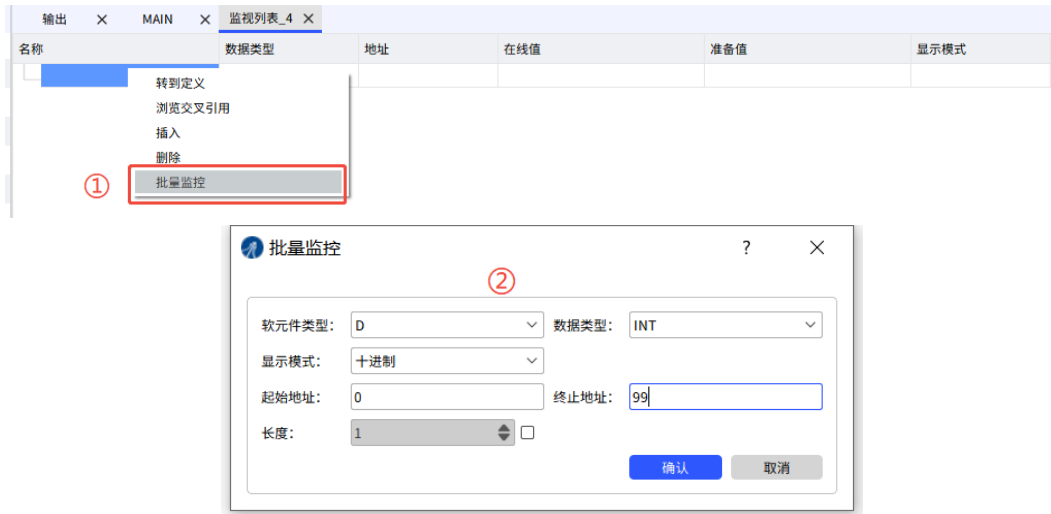 输出 × MAIN × 监视列表_4 ×
名称 数据类型 地址 在线值 准备值 显示模式
转到定义
浏览交叉引用
插入
删除
① 批量监控
批量监控 ? ×
②
软元件类型： D 数据类型： INT
显示模式： 十进制
起始地址： 0 终止地址： 99
长度： 1
确认 取消